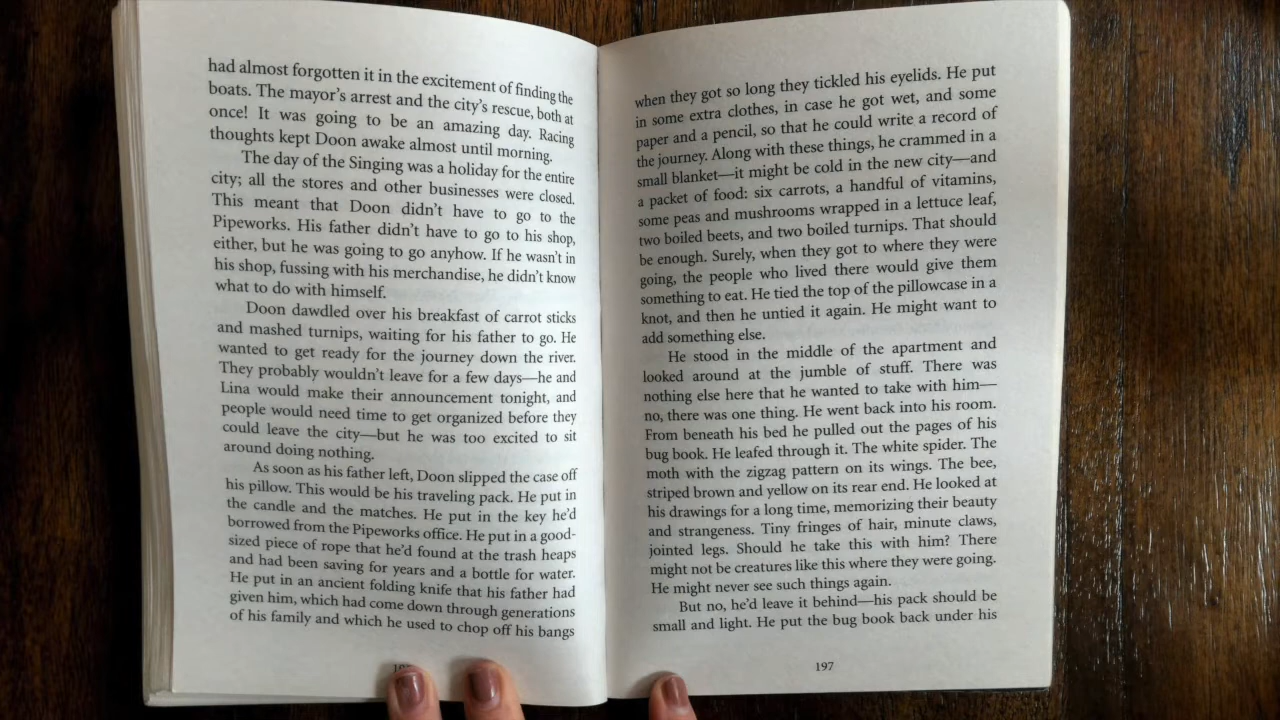 had almost forgotten it in the excitement of finding the
boats. The mayor's arrest and the city's rescue, both at
once! It was going to be an amazing day. Racing
thoughts kept Doon awake almost until morning.
The day of the Singing was a holiday for the entire
city; all the stores and other businesses were closed.
This meant that Doon didn't have to go to the
Pipeworks. His father didn't have to go to his shop,
either, but he was going to go anyhow. If he wasn't in
his shop, fussing with his merchandise, he didn't know
what to do with himself.
Doon dawdled over his breakfast of carrot sticks
and mashed turnips, waiting for his father to go. He
wanted to get ready for the journey down the river.
They probably wouldn't leave for a few days—he and
Lina would make their announcement tonight, and
people would need time to get organized before they
could leave the city—but he was too excited to sit
around doing nothing.
As soon as his father left, Doon slipped the case off
his pillow. This would be his traveling pack. He put in
the candle and the matches. He put in the key he'd
borrowed from the Pipeworks office. He put in a good-
sized piece of rope that he'd found at the trash heaps
and had been saving for years and a bottle for water.
He put in an ancient folding knife that his father had
given him, which had come down through generations
of his family and which he used to chop off his bangs
when they got so long they tickled his eyelids. He put
in some extra clothes, in case he got wet, and some
paper and a pencil, so that he could write a record of
the journey. Along with these things, he crammed in a
small blanket—it might be cold in the new city—and
a packet of food: six carrots, a handful of vitamins,
some peas and mushrooms wrapped in a lettuce leaf,
two boiled beets, and two boiled turnips. That should
be enough. Surely, when they got to where they were
going, the people who lived there would give them
something to eat. He tied the top of the pillowcase in a
knot, and then he untied it again. He might want to
add something else.
He stood in the middle of the apartment and
looked around at the jumble of stuff. There was
nothing else here that he wanted to take with him—
no, there was one thing. He went back into his room.
From beneath his bed he pulled out the pages of his
bug book. He leafed through it. The white spider. The
moth with the zigzag pattern on its wings. The bee,
striped brown and yellow on its rear end. He looked at
his drawings for a long time, memorizing their beauty
and strangeness. Tiny fringes of hair, minute claws,
jointed legs. Should he take this with him? There
might not be creatures like this where they were going.
He might never see such things again.
But no, he'd leave it behind—his pack should be
small and light. He put the bug book back under his
197